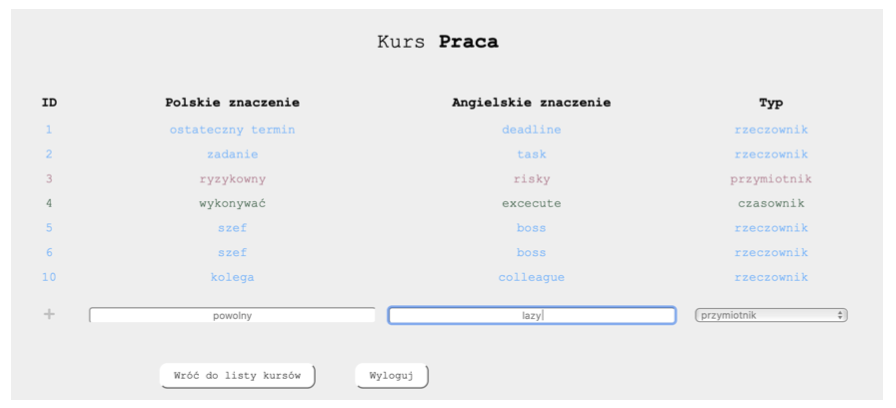 Kurs Praca
ID Polskie znaczenie Angielskie znaczenie Typ
1 ostateczny termin deadline rzeczownik
2 zadanie task rzeczownik
3 ryzykowny risky przymiotnik
4 wykonywać excecute czasownik
5 szef boss rzeczownik
6 szef boss rzeczownik
10 kolega colleague rzeczownik
+ powolny lazy przymiotnik
Wróć do listy kursów Wyloguj